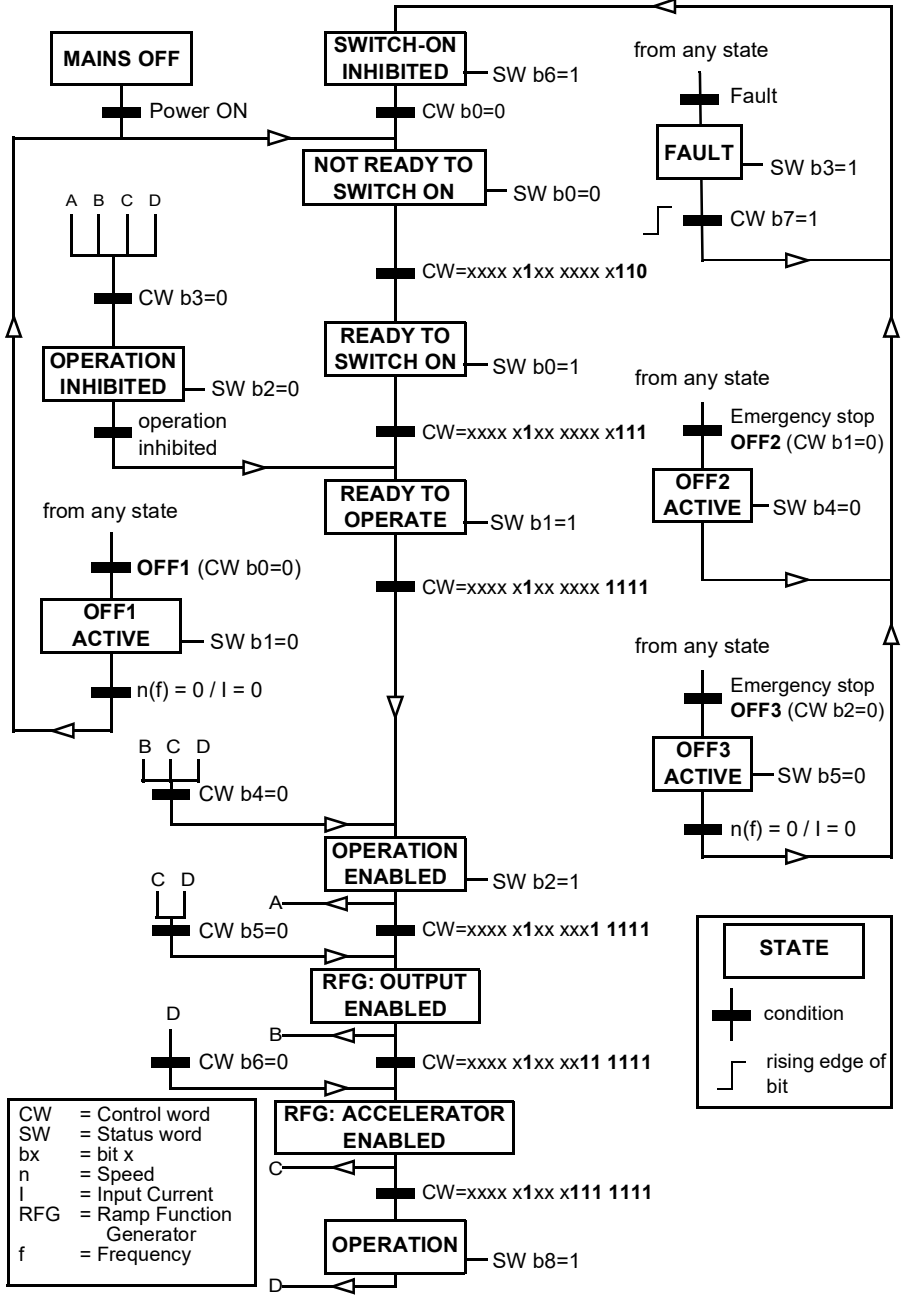 MAINS OFF
Power ON
SWITCH-ON
INHIBITED
SW b6=1
CW b0=0
from any state
Fault
FAULT
SW b3=1
CW b7=1
NOT READY TO
SWITCH ON
SW b0=0
A B C D
CW b3=0
CW=xxxx x1xx xxxx x110
OPERATION
INHIBITED
SW b2=0
operation
inhibited
READY TO
SWITCH ON
SW b0=1
CW=xxxx x1xx xxxx x111
from any state
Emergency stop
OFF2 (CW b1=0)
OFF2
ACTIVE
SW b4=0
READY TO
OPERATE
SW b1=1
CW=xxxx x1xx xxxx 1111
from any state
OFF1 (CW b0=0)
OFF1
ACTIVE
SW b1=0
n(f) = 0 / I = 0
from any state
Emergency stop
OFF3 (CW b2=0)
OFF3
ACTIVE
SW b5=0
n(f) = 0 / I = 0
B C D
CW b4=0
OPERATION
ENABLED
SW b2=1
A
C D
CW b5=0
CW=xxxx x1xx xxx1 1111
RFG: OUTPUT
ENABLED
B
D
CW b6=0
CW=xxxx x1xx xx11 1111
RFG: ACCELERATOR
ENABLED
C
CW=xxxx x1xx x111 1111
OPERATION
SW b8=1
D
STATE
condition
rising edge of
bit
CW = Control word
SW = Status word
bx = bit x
n = Speed
I = Input Current
RFG = Ramp Function
Generator
f = Frequency